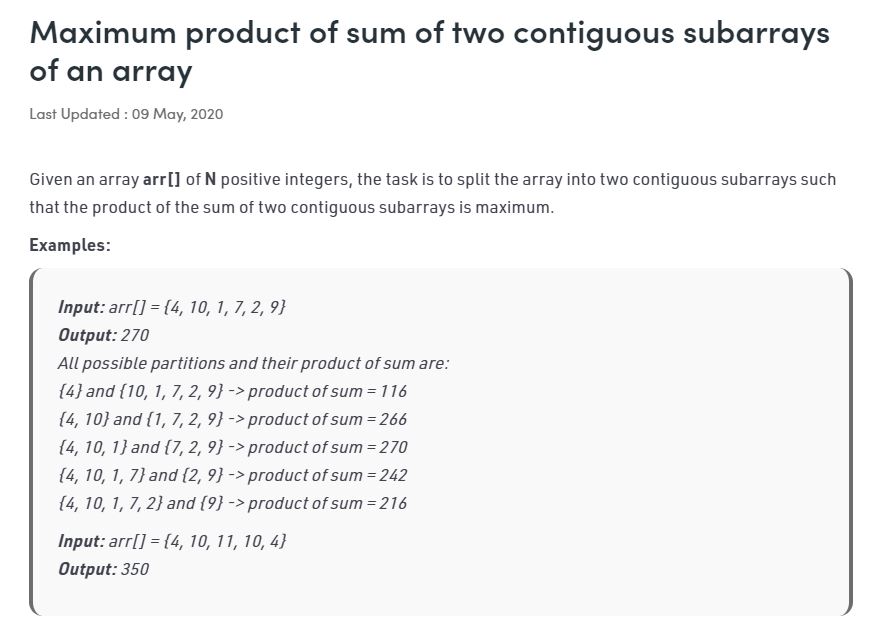 Maximum product of sum of two contiguous subarrays
of an array
Last Updated : 09 May, 2020
Given an array arr[] of N positive integers, the task is to split the array into two contiguous subarrays such
that the product of the sum of two contiguous subarrays is maximum.
Examples:
Input: arr[] = {4, 10, 1, 7, 2, 9}
Output: 270
All possible partitions and their product of sum are:
{4} and {10, 1, 7, 2, 9} -> product of sum = 116
{4, 10} and {1, 7, 2, 9} -> product of sum = 266
{4, 10, 1} and {7, 2, 9} -> product of sum = 270
{4, 10, 1, 7} and {2, 9} -> product of sum = 242
{4, 10, 1, 7, 2} and {9} -> product of sum = 216
Input: arr[] = {4, 10, 11, 10, 4}
Output: 350